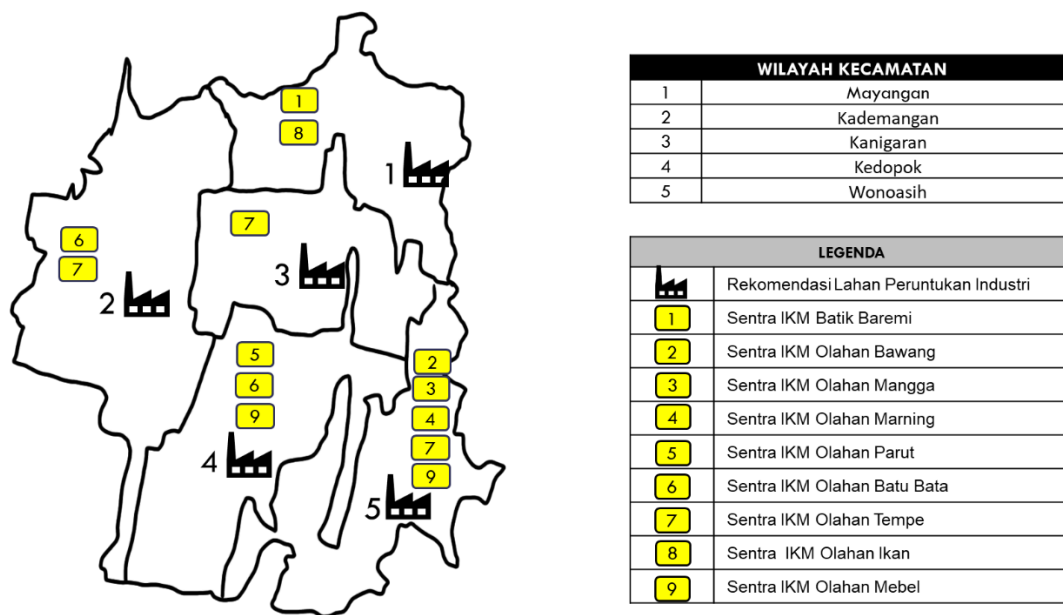 1
8
1
7
6
7
3
2
5
6
9
4
2
3
4
7
9
5
WILAYAH KECAMATAN
1 Mayangan
2 Kademangan
3 Kanigaran
4 Kedopok
5 Wonoasih
LEGENDA
Rekomendasi Lahan Peruntukan Industri
1 Sentra IKM Batik Baremi
2 Sentra IKM Olahan Bawang
3 Sentra IKM Olahan Mangga
4 Sentra IKM Olahan Marning
5 Sentra IKM Olahan Parut
6 Sentra IKM Olahan Batu Bata
7 Sentra IKM Olahan Tempe
8 Sentra IKM Olahan Ikan
9 Sentra IKM Olahan Mebel